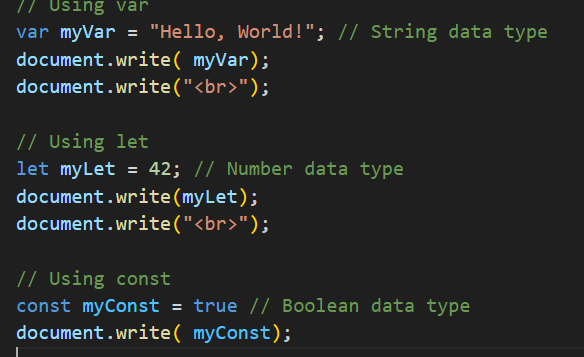 // Using var
var myVar = "Hello, World!"; // String data type
document.write( myVar);
document.write("<br>");
// Using let
let myLet = 42; // Number data type
document.write(myLet);
document.write("<br>");
// Using const
const myConst = true // Boolean data type
document.write( myConst);